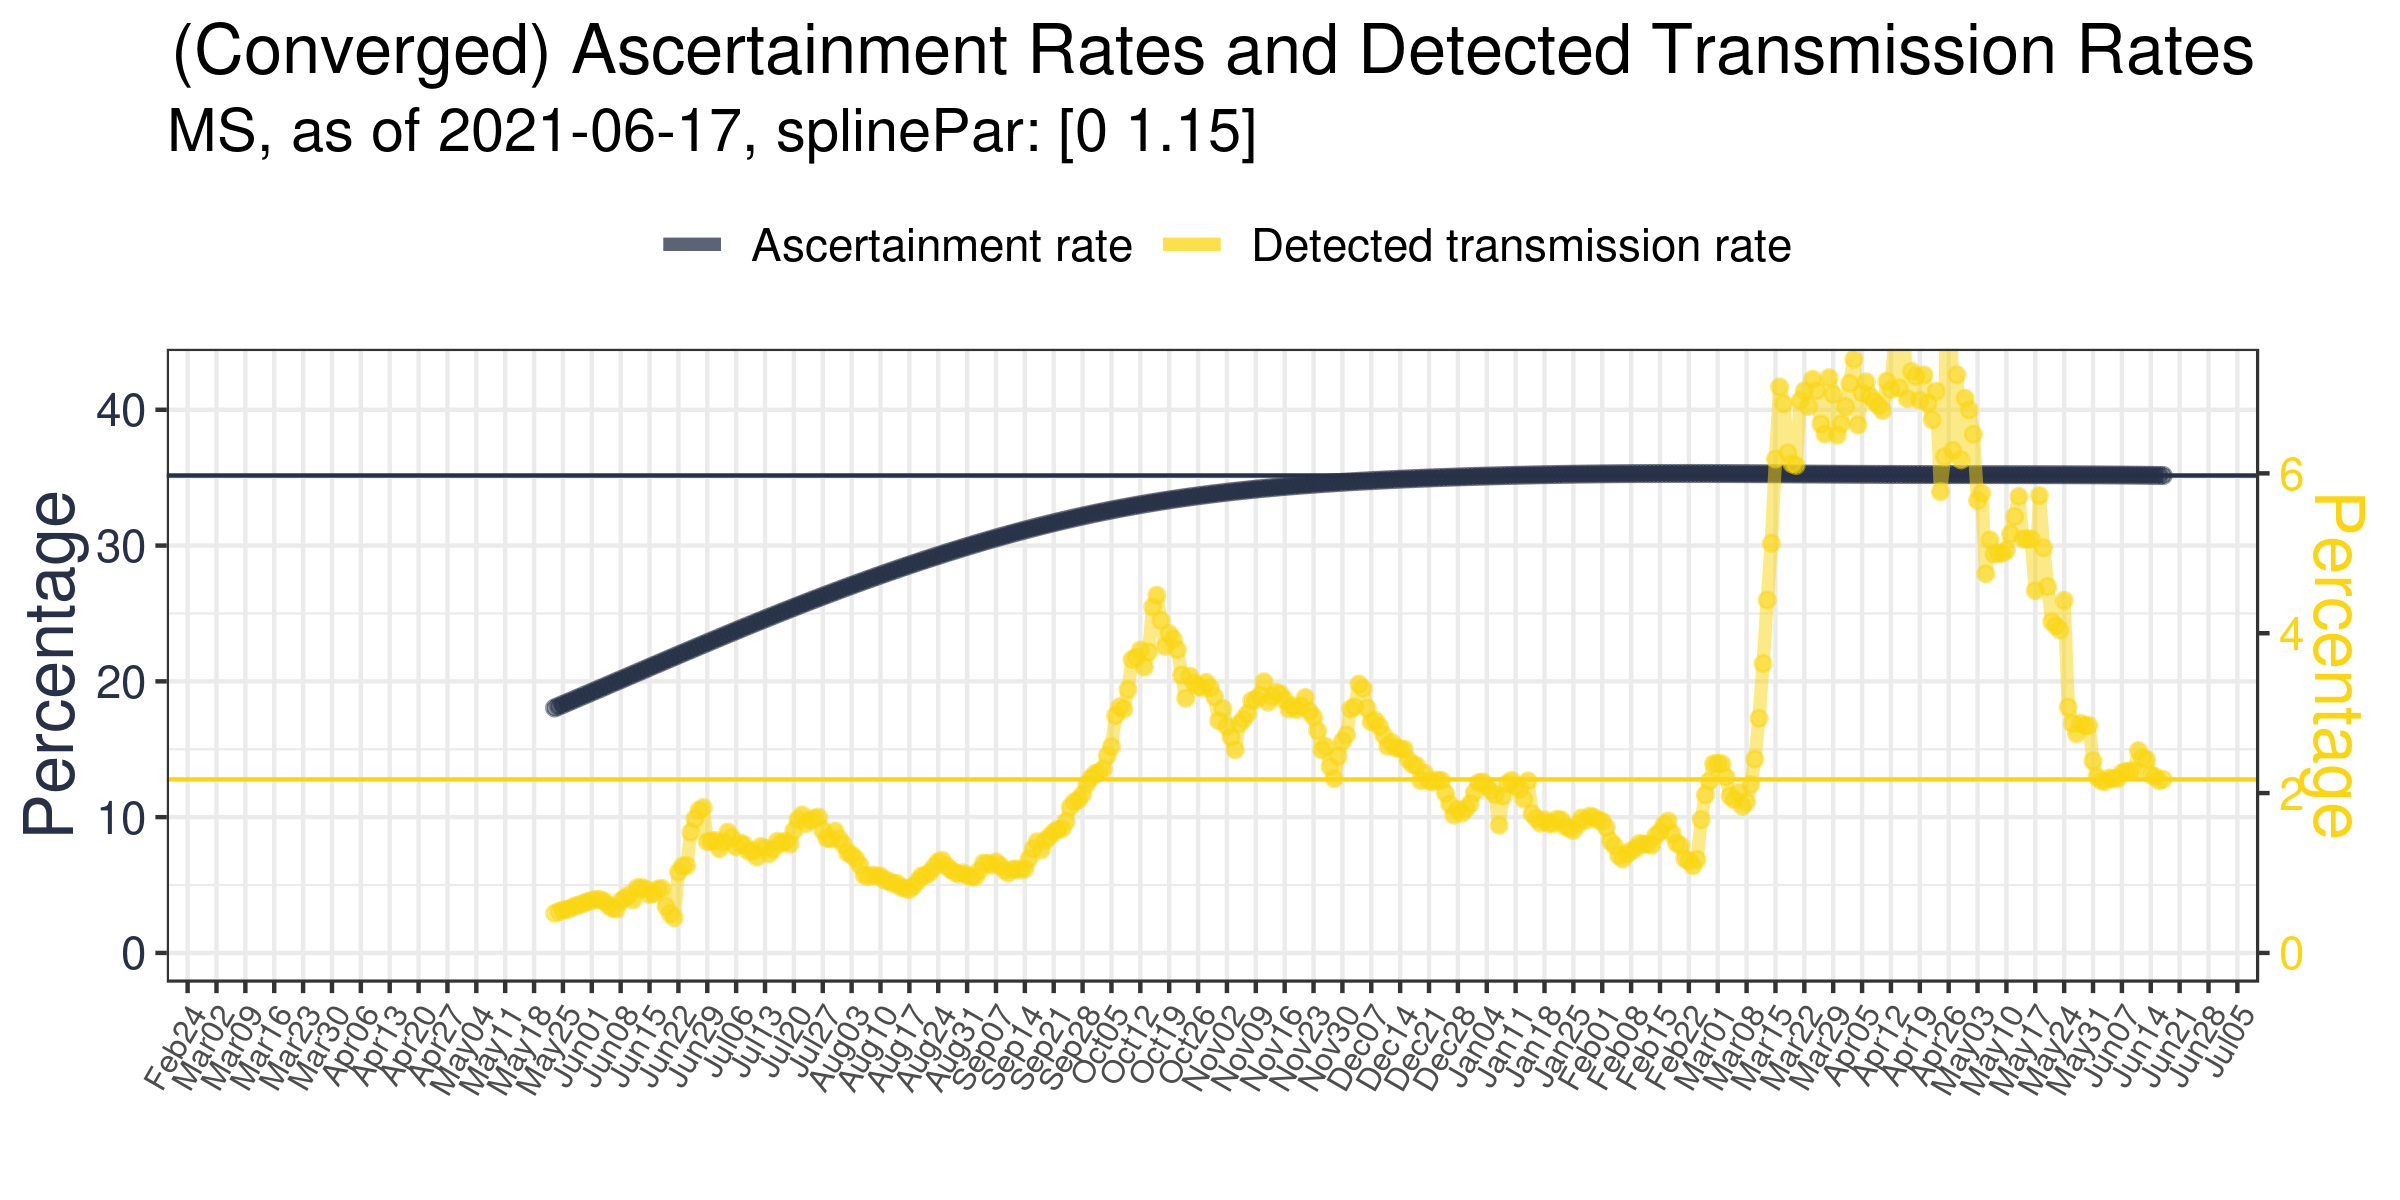 (Converged) Ascertainment Rates and Detected Transmission Rates
MS, as of 2021-06-17, splinePar: [0 1.15]
Ascertainment rate Detected transmission rate
Percentage
40
30
20
10
0
6
4
2
0
Percentage
Feb24 Mar02 Mar09 Mar16 Mar23 Mar30 Apr06 Apr13 Apr20 Apr27 May04 May11 May18 May25 Jun01 Jun08 Jun15 Jun22 Jun29 Jul06 Jul13 Jul20 Jul27 Aug03 Aug10 Aug17 Aug24 Aug31 Sep07 Sep14 Sep21 Sep28 Oct05 Oct12 Oct19 Oct26 Nov02 Nov09 Nov16 Nov23 Nov30 Dec07 Dec14 Dec21 Dec28 Jan04 Jan11 Jan18 Jan25 Feb01 Feb08 Feb15 Feb22 Mar01 Mar08 Mar15 Mar22 Mar29 Apr05 Apr12 Apr19 Apr26 May03 May10 May17 May24 May31 Jun07 Jun14 Jun21 Jun28 Jul05